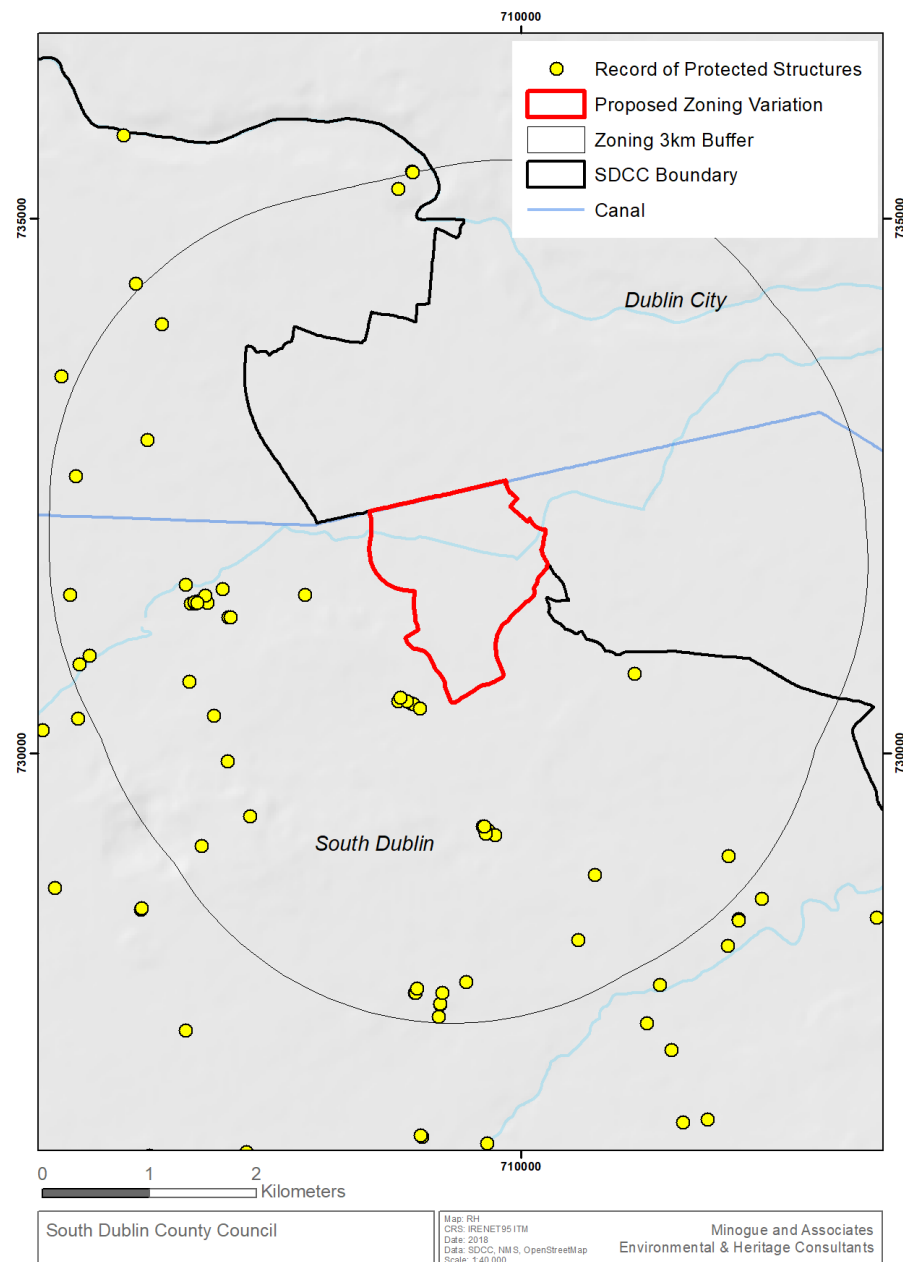 710000
Record of Protected Structures
Proposed Zoning Variation
Zoning 3km Buffer
SDCC Boundary
Canal
735000
735000
Dublin City
730000
730000
South Dublin
710000
0 1 2
Kilometers
South Dublin County Council
Map: RH
CRS: IRENET95 ITM
Date: 2018
Data: SDCC, NMS, OpenStreetMap
Scale: 1:40,000
Minogue and Associates
Environmental & Heritage Consultants